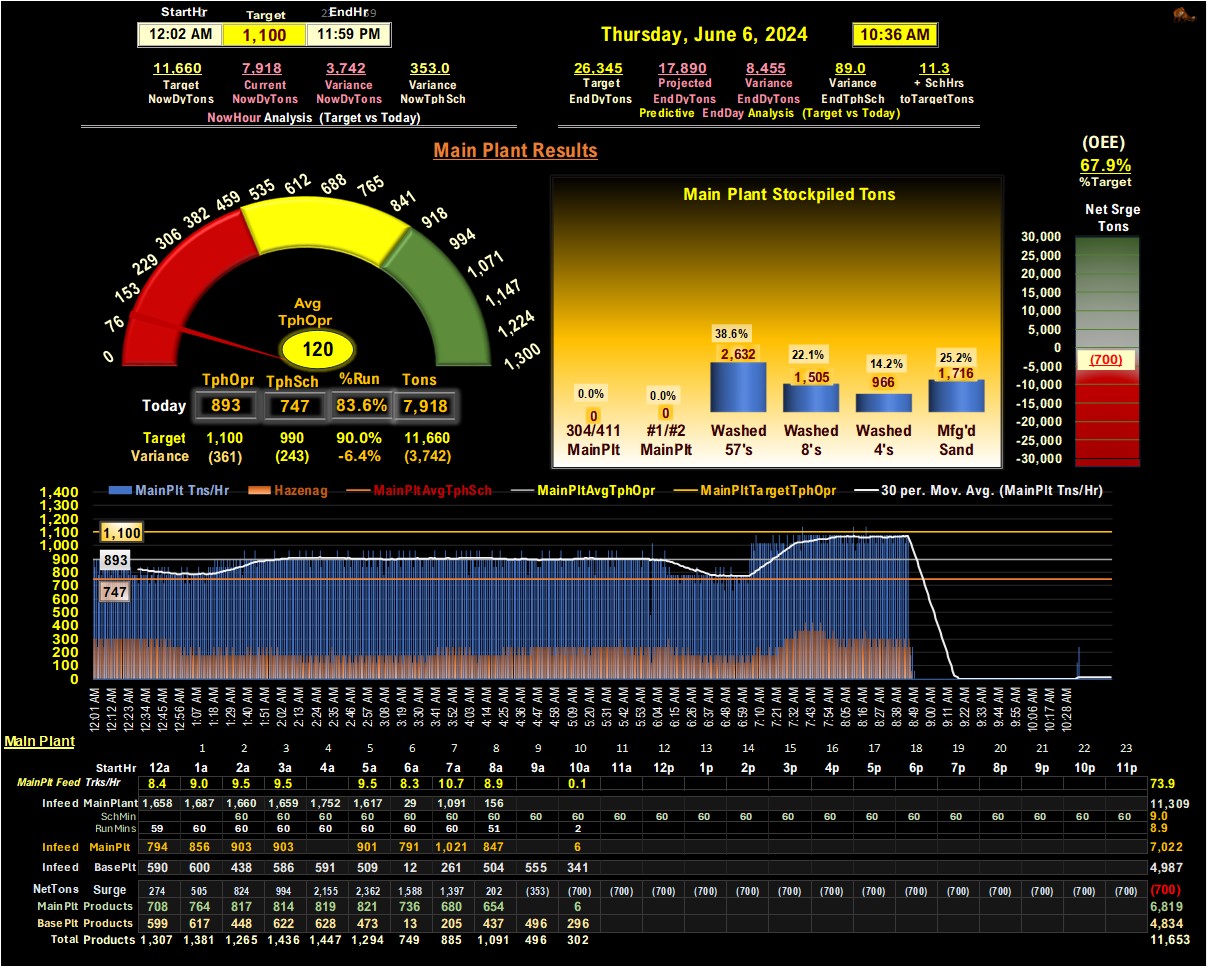 StartHr Target EndHr
12:02 AM 1,100 11:59 PM
Thursday, June 6, 2024 10:36 AM
11,660 7,918 3,742 353.0
Target Current Variance Variance
NowDyTons NowDyTons NowDyTons NowTphSch
NowHour Analysis (Target vs Today)
26,345 17,890 8,455 89.0 11.3
Target Projected Variance Variance + SchHrs
EndDyTons EndDyTons EndDyTons EndTphSch toTargetTons
Predictive EndDay Analysis (Target vs Today)
Main Plant Results
(OEE)
67.9%
%Target
0 76 153 229 306 382 459 535 612 688 765 841 918 994 1,071 1,147 1,224 1,300
Avg
TphOpr
120
TphOpr TphSch %Run Tons
Today 893 747 83.6% 7,918
Target 1,100 990 90.0% 11,660
Variance (361) (243) -6.4% (3,742)
Main Plant Stockpiled Tons
0.0% 0.0% 38.6% 22.1% 14.2% 25.2%
0 0 2,632 1,505 966 1,716
304/411 #1/#2 Washed Washed Washed Mfg'd
MainPlt MainPlt 57's 8's 4's Sand
Net Srge
Tons
30,000
25,000
20,000
15,000
10,000
5,000
0
(700)
-5,000
-10,000
-15,000
-20,000
-25,000
-30,000
MainPlt Tns/Hr Hazenag MainPltAvgTphSch MainPltAvgTphOpr MainPltTargetTphOpr 30 per. Mov. Avg. (MainPlt Tns/Hr)
1,400
1,300
1,200
1,100
1,000
900
800
700
600
500
400
300
200
100
0
1,100
893
747
12:01 AM 12:12 AM 12:23 AM 12:34 AM 12:45 AM 12:56 AM 1:07 AM 1:18 AM 1:29 AM 1:40 AM 1:51 AM 2:02 AM 2:13 AM 2:24 AM 2:35 AM 2:46 AM 2:57 AM 3:08 AM 3:19 AM 3:30 AM 3:41 AM 3:52 AM 4:03 AM 4:14 AM 4:25 AM 4:36 AM 4:47 AM 4:58 AM 5:09 AM 5:20 AM 5:31 AM 5:42 AM 5:53 AM 6:04 AM 6:15 AM 6:26 AM 6:37 AM 6:48 AM 6:59 AM 7:10 AM 7:21 AM 7:32 AM 7:43 AM 7:54 AM 8:05 AM 8:16 AM 8:27 AM 8:38 AM 8:49 AM 9:00 AM 9:11 AM 9:22 AM 9:33 AM 9:44 AM 9:55 AM 10:06 AM 10:17 AM 10:28 AM
Main Plant
1 2 3 4 5 6 7 8 9 10 11 12 13 14 15 16 17 18 19 20 21 22 23
StartHr 12a 1a 2a 3a 4a 5a 6a 7a 8a 9a 10a 11a 12p 1p 2p 3p 4p 5p 6p 7p 8p 9p 10p 11p
MainPlt Feed Trks/Hr 8.4 9.0 9.5 9.5 9.5 8.3 10.7 8.9 0.1 73.9
Infeed MainPlant 1,658 1,687 1,660 1,659 1,752 1,617 29 1,091 156 11,309
SchMin 60 60 60 60 60 60 60 60 60 60 60 60 60 60 60 60 60 60 60 60 60 60 9.0
RunMins 59 60 60 60 60 60 60 60 51 2 8.9
Infeed MainPlt 794 856 903 903 901 791 1,021 847 6 7,022
Infeed BasePlt 590 600 438 586 591 509 12 261 504 555 341 4,987
NetTons Surge 274 505 824 994 2,155 2,362 1,588 1,397 202 (353) (700) (700) (700) (700) (700) (700) (700) (700) (700) (700) (700) (700) (700) (700) (700)
MainPlt Products 708 764 817 814 819 821 736 680 654 6 6,819
BasePlt Products 599 617 448 622 628 473 13 205 437 496 296 4,834
Total Products 1,307 1,381 1,265 1,436 1,447 1,294 749 885 1,091 496 302 11,653